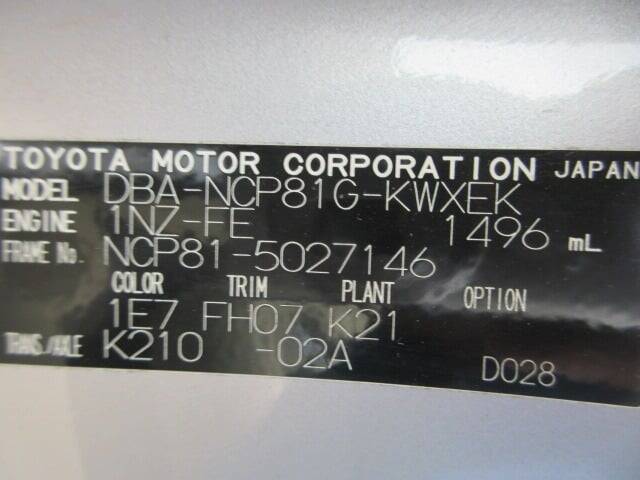 TOYOTA MOTOR CORPORATION JAPAN
MODEL DBA-NCP81G-KWXEK
ENGINE 1NZ-FE 1496 mL
FRAME No. NCP81-5027146
COLOR TRIM PLANT OPTION
1E7 FH07 K21
TRANS./AXLE K210 -02A D028